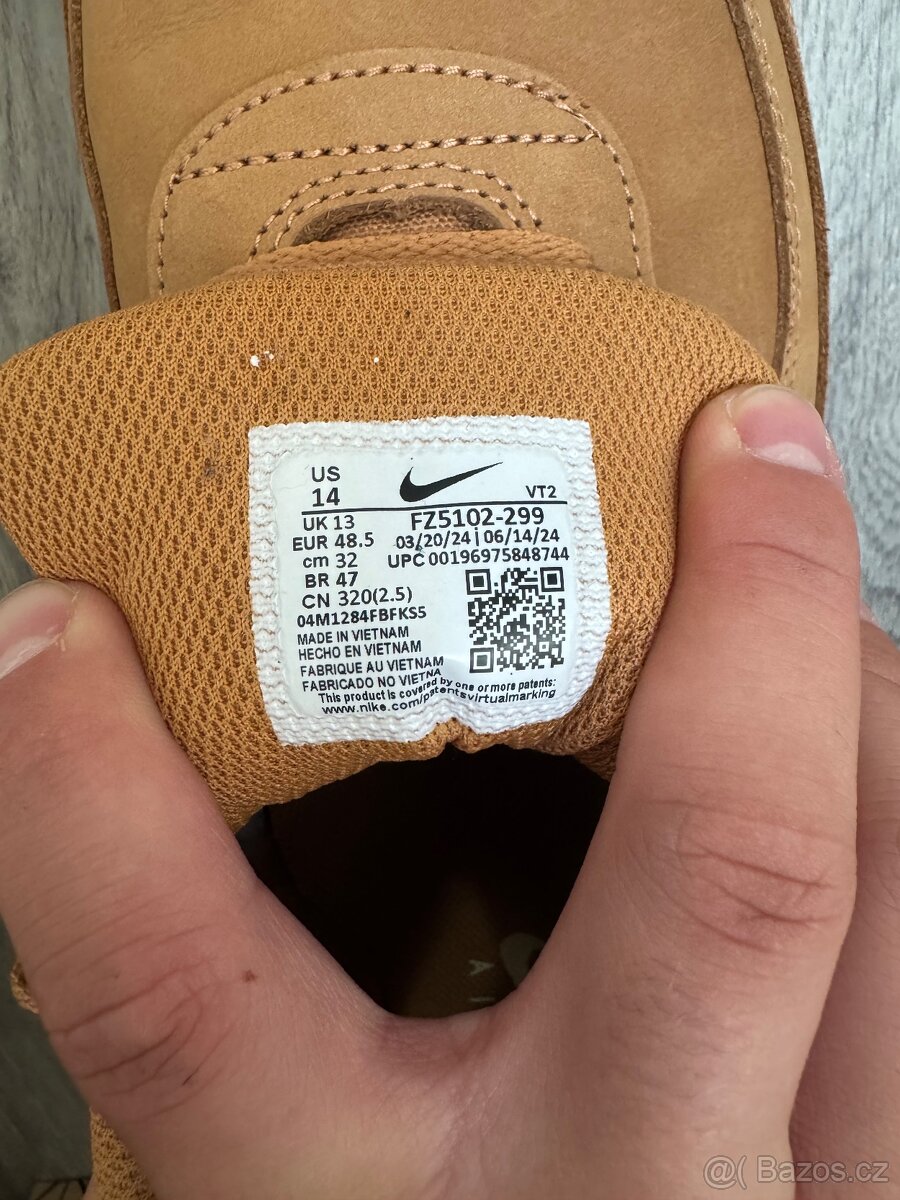 US
14
VT2
UK 13
FZ5102-299
EUR 48.5
03/20/24 | 06/14/24
cm 32
UPC 00196975848744
BR 47
CN 320(2.5)
04M1284FBFKS5
MADE IN VIETNAM
HECHO EN VIETNAM
FABRIQUE AU VIETNAM
FABRICADO NO VIETNA
This product is covered by one or more patents:
www.nike.com/patentsvirtualmarking
A I
@( Bazos.cz